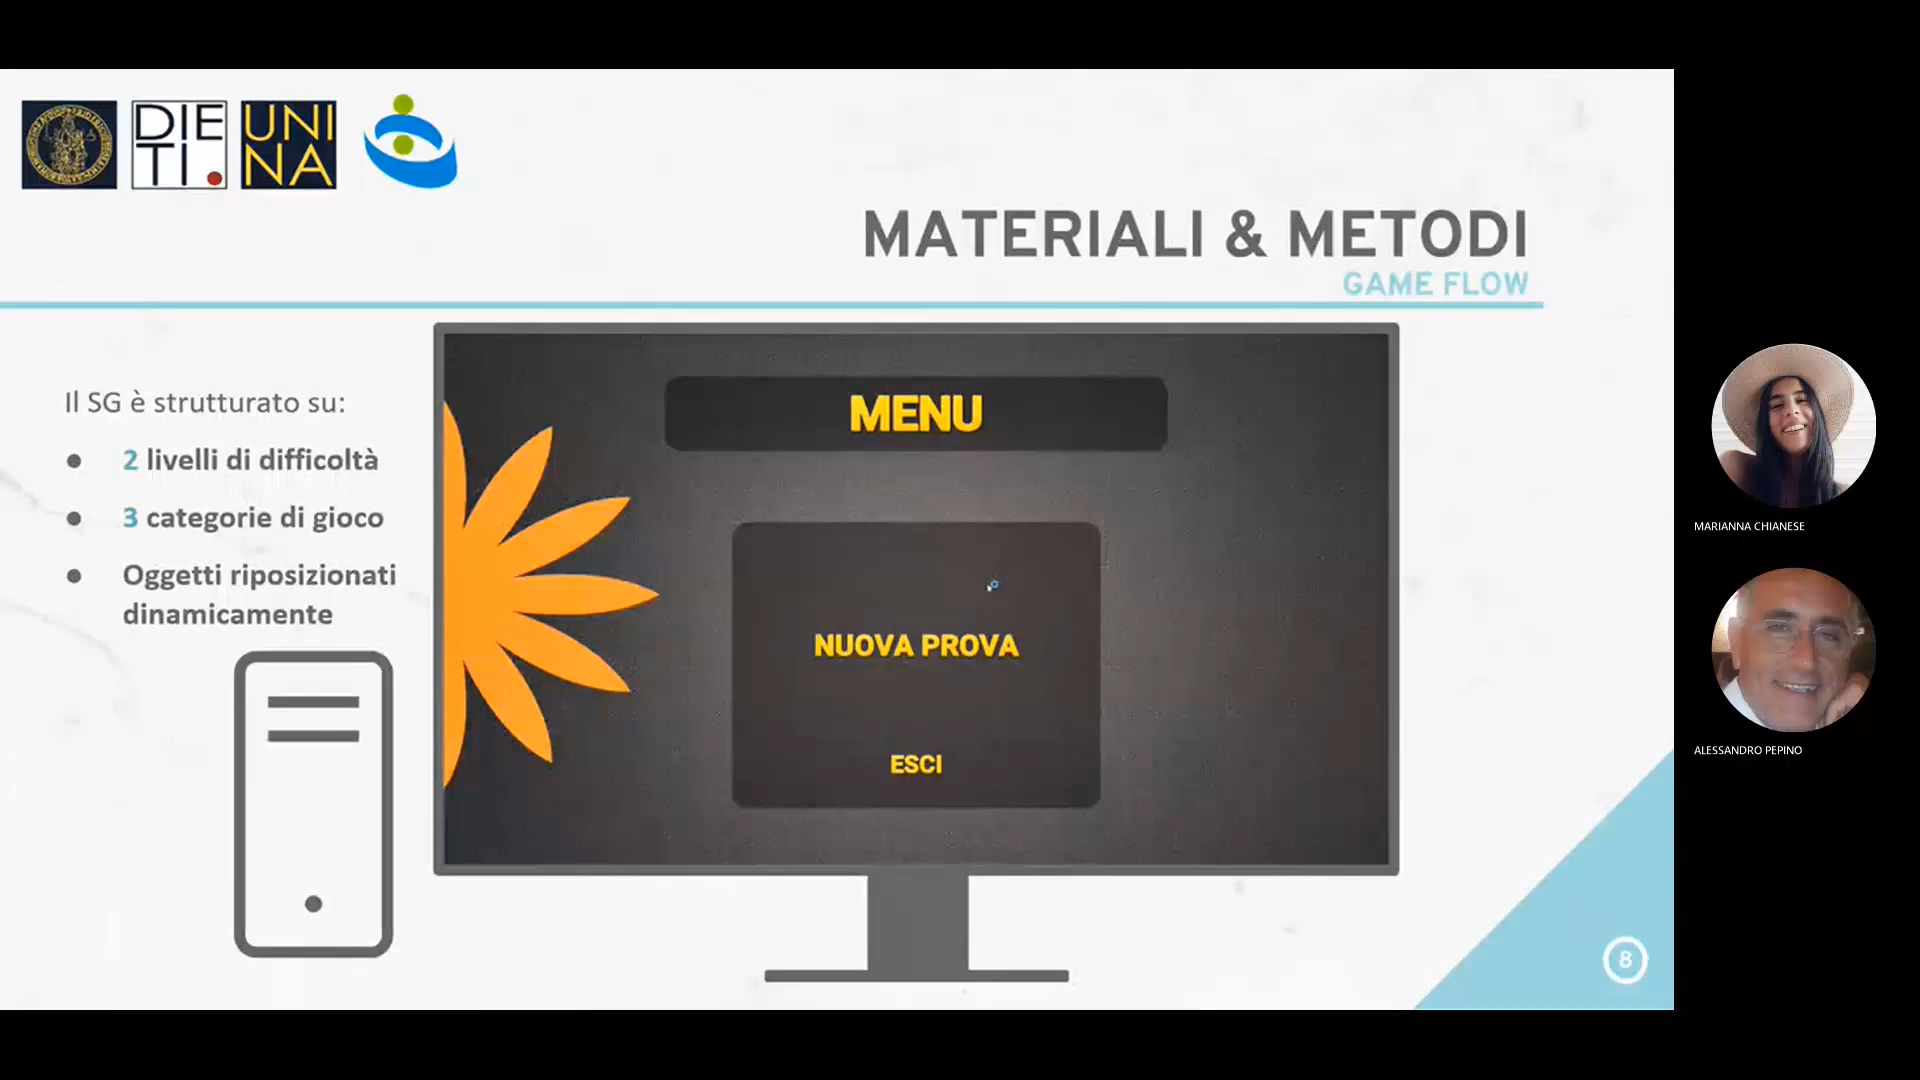 DIE
TI.
UNI
NA
MATERIALI & METODI
GAME FLOW
Il SG è strutturato su:
● 2 livelli di difficoltà
● 3 categorie di gioco
● Oggetti riposizionati
dinamicamente
MENU
NUOVA PROVA
ESCI
8
MARIANNA CHIANESE
ALESSANDRO PEPINO